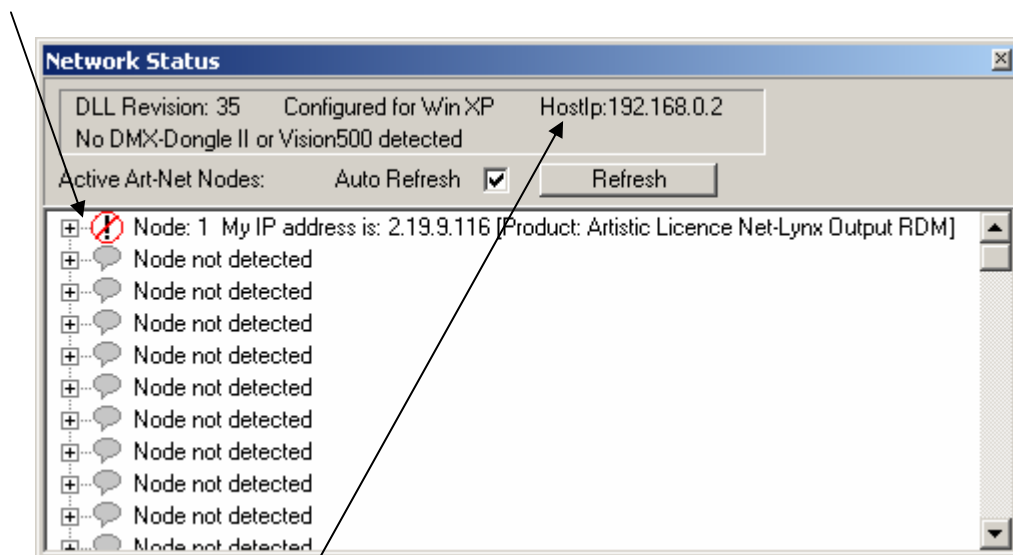 Network Status
DLL Revision: 35 Configured for Win XP HostIp:192.168.0.2
No DMX-Dongle II or Vision500 detected
Active Art-Net Nodes: Auto Refresh Refresh
Node: 1 My IP address is: 2.19.9.116 [Product: Artistic Licence Net-Lynx Output RDM]
Node not detected
Node not detected
Node not detected
Node not detected
Node not detected
Node not detected
Node not detected
Node not detected
Node not detected
Node not detected